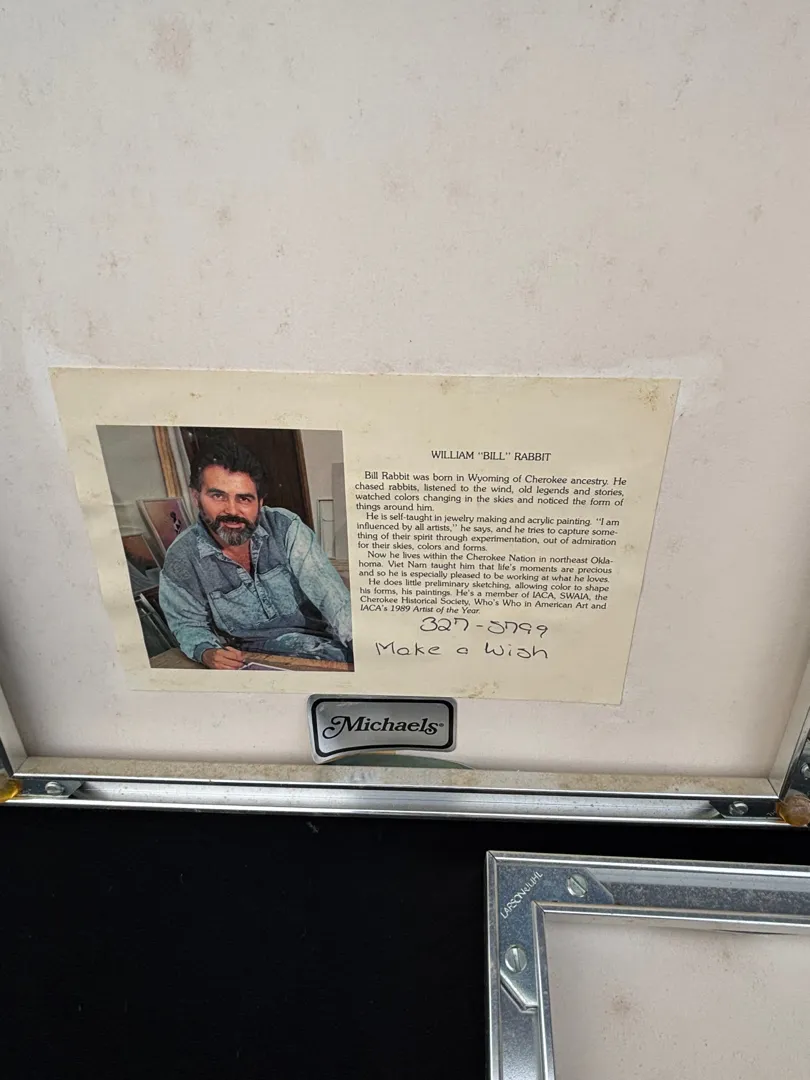 WILLIAM "BILL" RABBIT
Bill Rabbit was born in Wyoming of Cherokee ancestry. He
chased rabbits, listened to the wind, old legends and stories,
watched colors changing in the skies and noticed the form of
things around him.
He is self-taught in jewelry making and acrylic painting. "I am
influenced by all artists," he says, and he tries to capture some-
thing of their spirit through experimentation, out of admiration
for their skies, colors and forms.
Now he lives within the Cherokee Nation in northeast Okla-
homa. Viet Nam taught him that life's moments are precious
and so he is especially pleased to be working at what he loves.
He does little preliminary sketching, allowing color to shape
his forms, his paintings. He's a member of IACA, SWAIA, the
Cherokee Historical Society, Who's Who in American Art and
IACA's 1989 Artist of the Year.
327-5799
Make a Wish
Michaels®
LARSON-JUHL